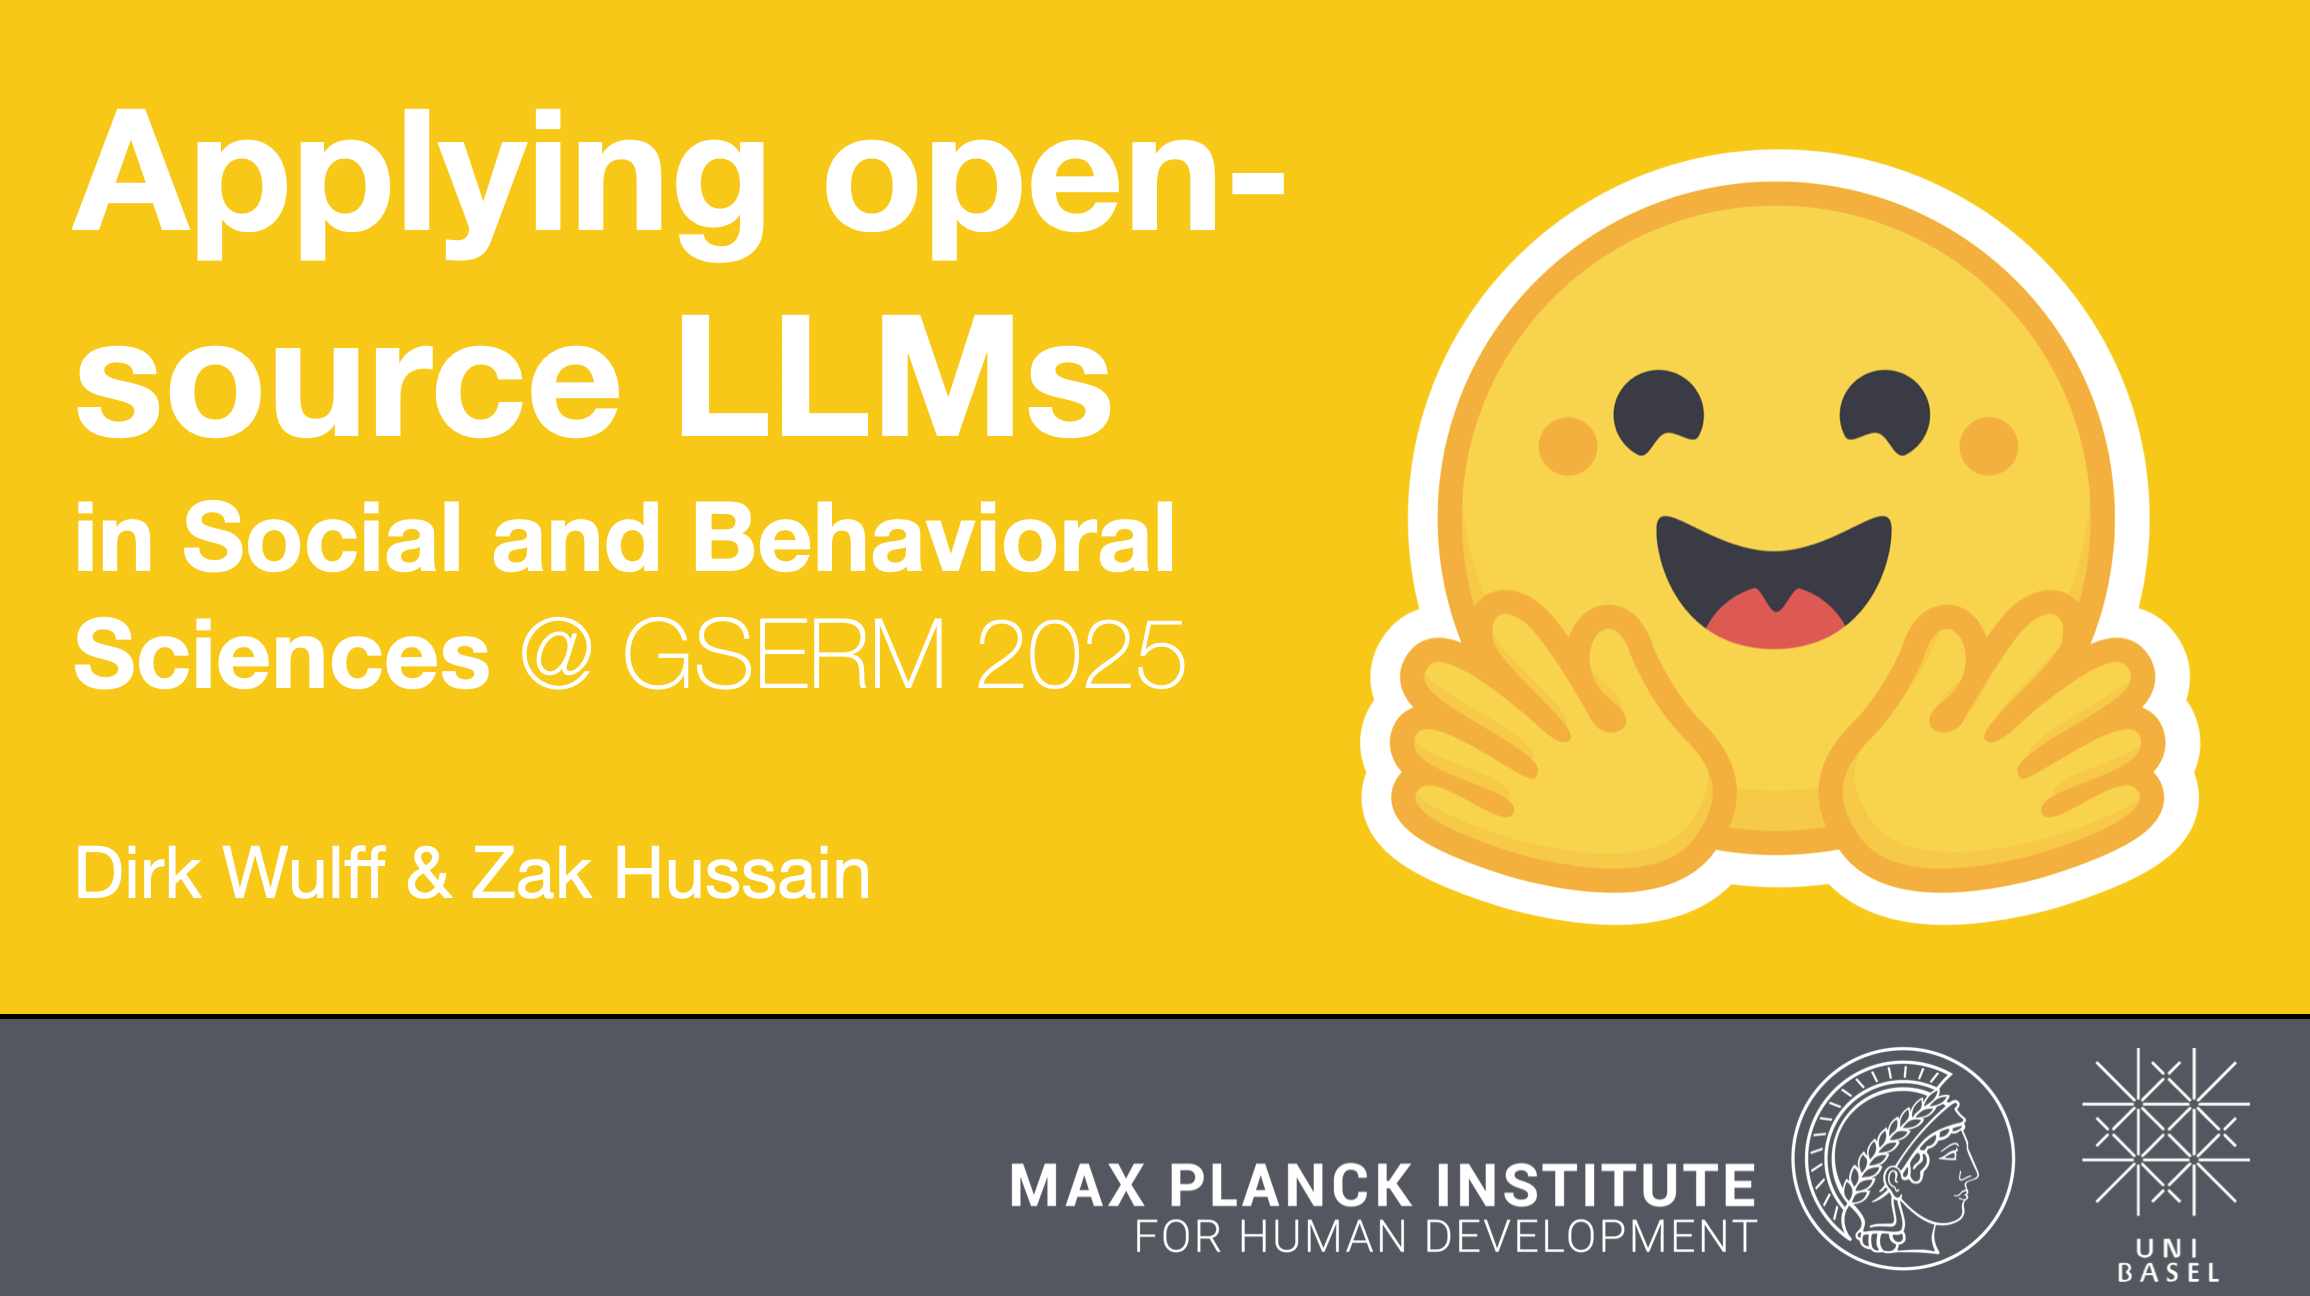 Applying open-
source LLMs
in Social and Behavioral
Sciences @ GSERM 2025
Dirk Wulff & Zak Hussain
MAX PLANCK INSTITUTE
FOR HUMAN DEVELOPMENT
UNI
BASEL